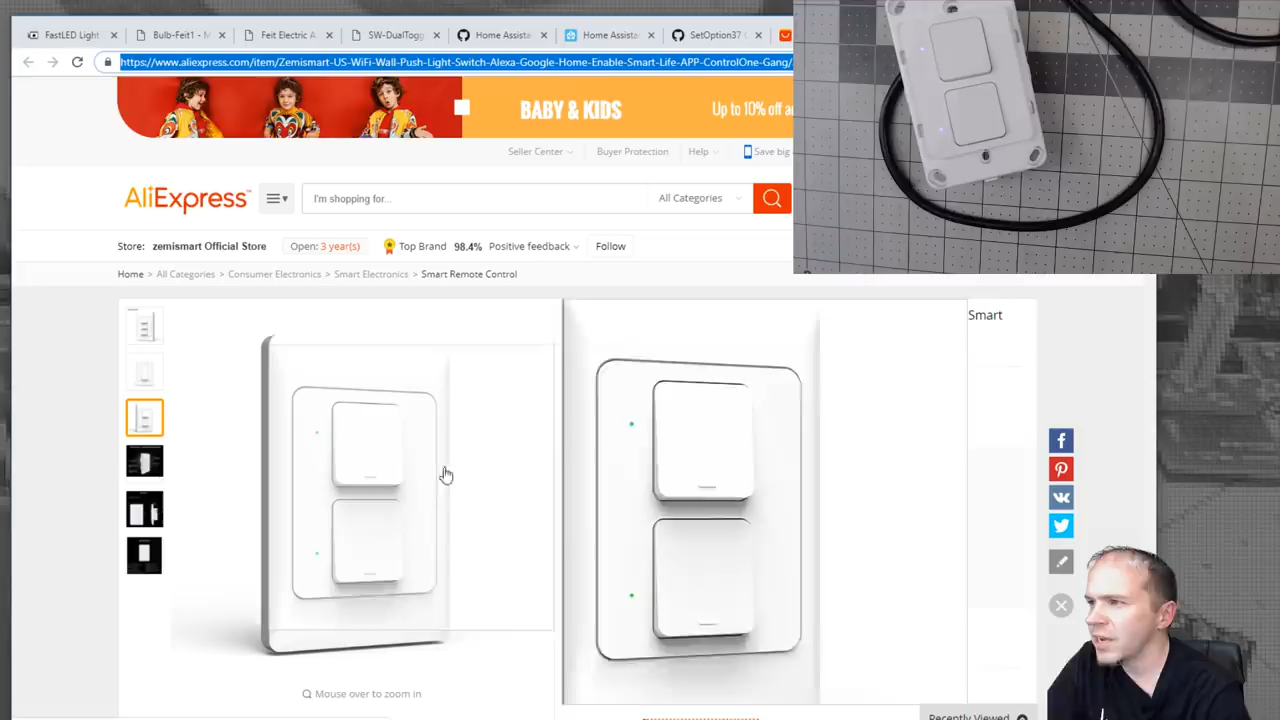 FastLED Light
Bulb-Feit1 - M
Feit Electric A
SW-DualTogg
Home Assista
Home Assista
SetOption37
https://www.aliexpress.com/item/Zemismart-US-WiFi-Wall-Push-Light-Switch-Alexa-Google-Home-Enable-Smart-Life-APP-ControlOne-Gang/
BABY & KIDS
Up to 10% off a
Seller Center
Buyer Protection
Help
Save big
AliExpress
I'm shopping for...
All Categories
Store: zemismart Official Store
Open: 3 year(s)
Top Brand 98.4% Positive feedback
Follow
Home > All Categories > Consumer Electronics > Smart Electronics > Smart Remote Control
Smart
Mouse over to zoom in
Recently Viewed